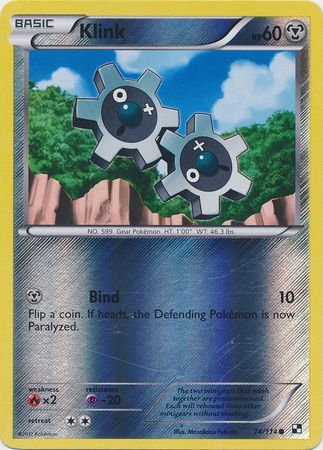 BASIC
Klink
HP60
NO. 599 Gear Pokémon HT: 1'00" WT: 46.3 lbs.
Bind 10
Flip a coin. If heads, the Defending Pokémon is now
Paralyzed.
weakness resistance
×2 -20
retreat
The two minigears that mesh
together are predetermined.
Each will rebound from other
minigears without meshing.
Illus. Masakazu Fukuda
74/114
©2011 Pokémon